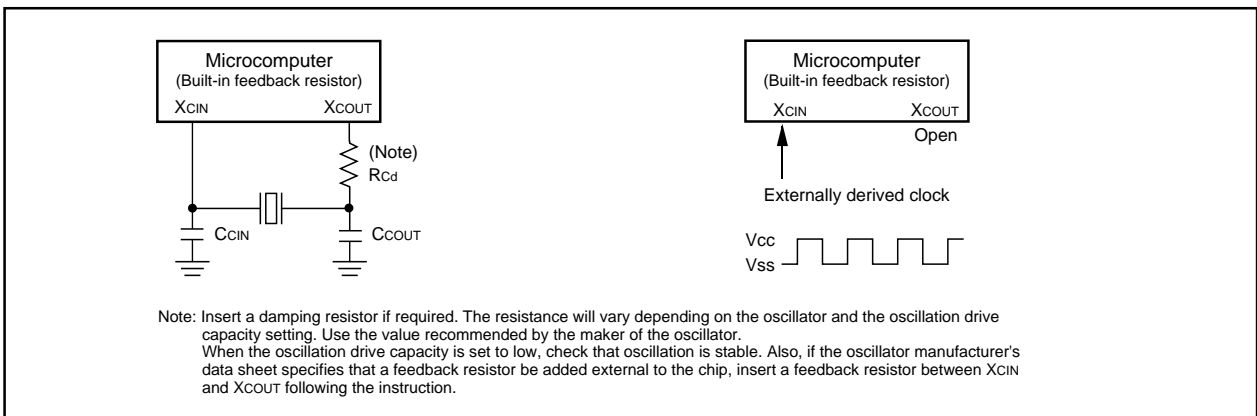 Microcomputer
(Built-in feedback resistor)
XCIN XCOUT
(Note)
RCd
CCIN CCOUT
Microcomputer
(Built-in feedback resistor)
XCIN XCOUT
Open
Externally derived clock
Vcc
Vss
Note: Insert a damping resistor if required. The resistance will vary depending on the oscillator and the oscillation drive
capacity setting. Use the value recommended by the maker of the oscillator.
When the oscillation drive capacity is set to low, check that oscillation is stable. Also, if the oscillator manufacturer's
data sheet specifies that a feedback resistor be added external to the chip, insert a feedback resistor between XCIN
and XCOUT following the instruction.